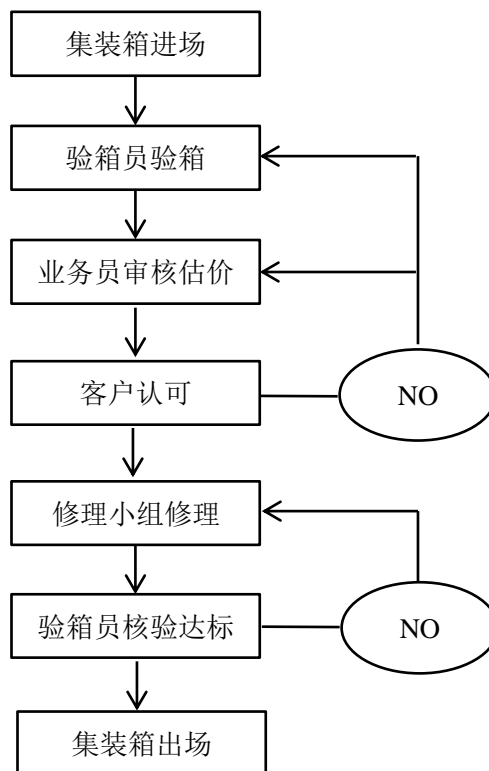 集装箱进场
验箱员验箱
业务员审核估价
客户认可
NO
修理小组修理
验箱员核验达标
NO
集装箱出场